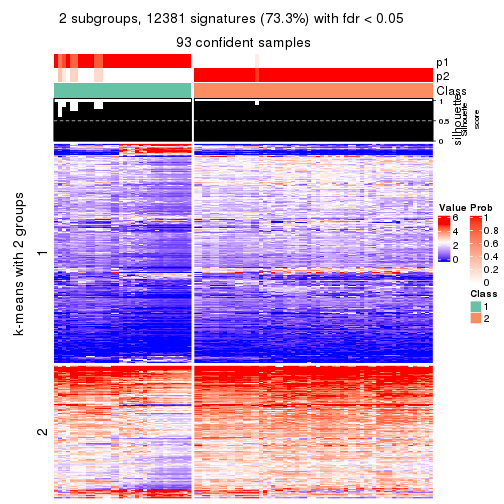 2 subgroups, 12381 signatures (73.3%) with fdr < 0.05
93 confident samples
p1
p2
Class
1
0.5
0
silhouette
Silhouette
score
k-means with 2 groups
1
2
Value
6
4
2
0
Prob
1
0.8
0.6
0.4
0.2
0
Class
1
2